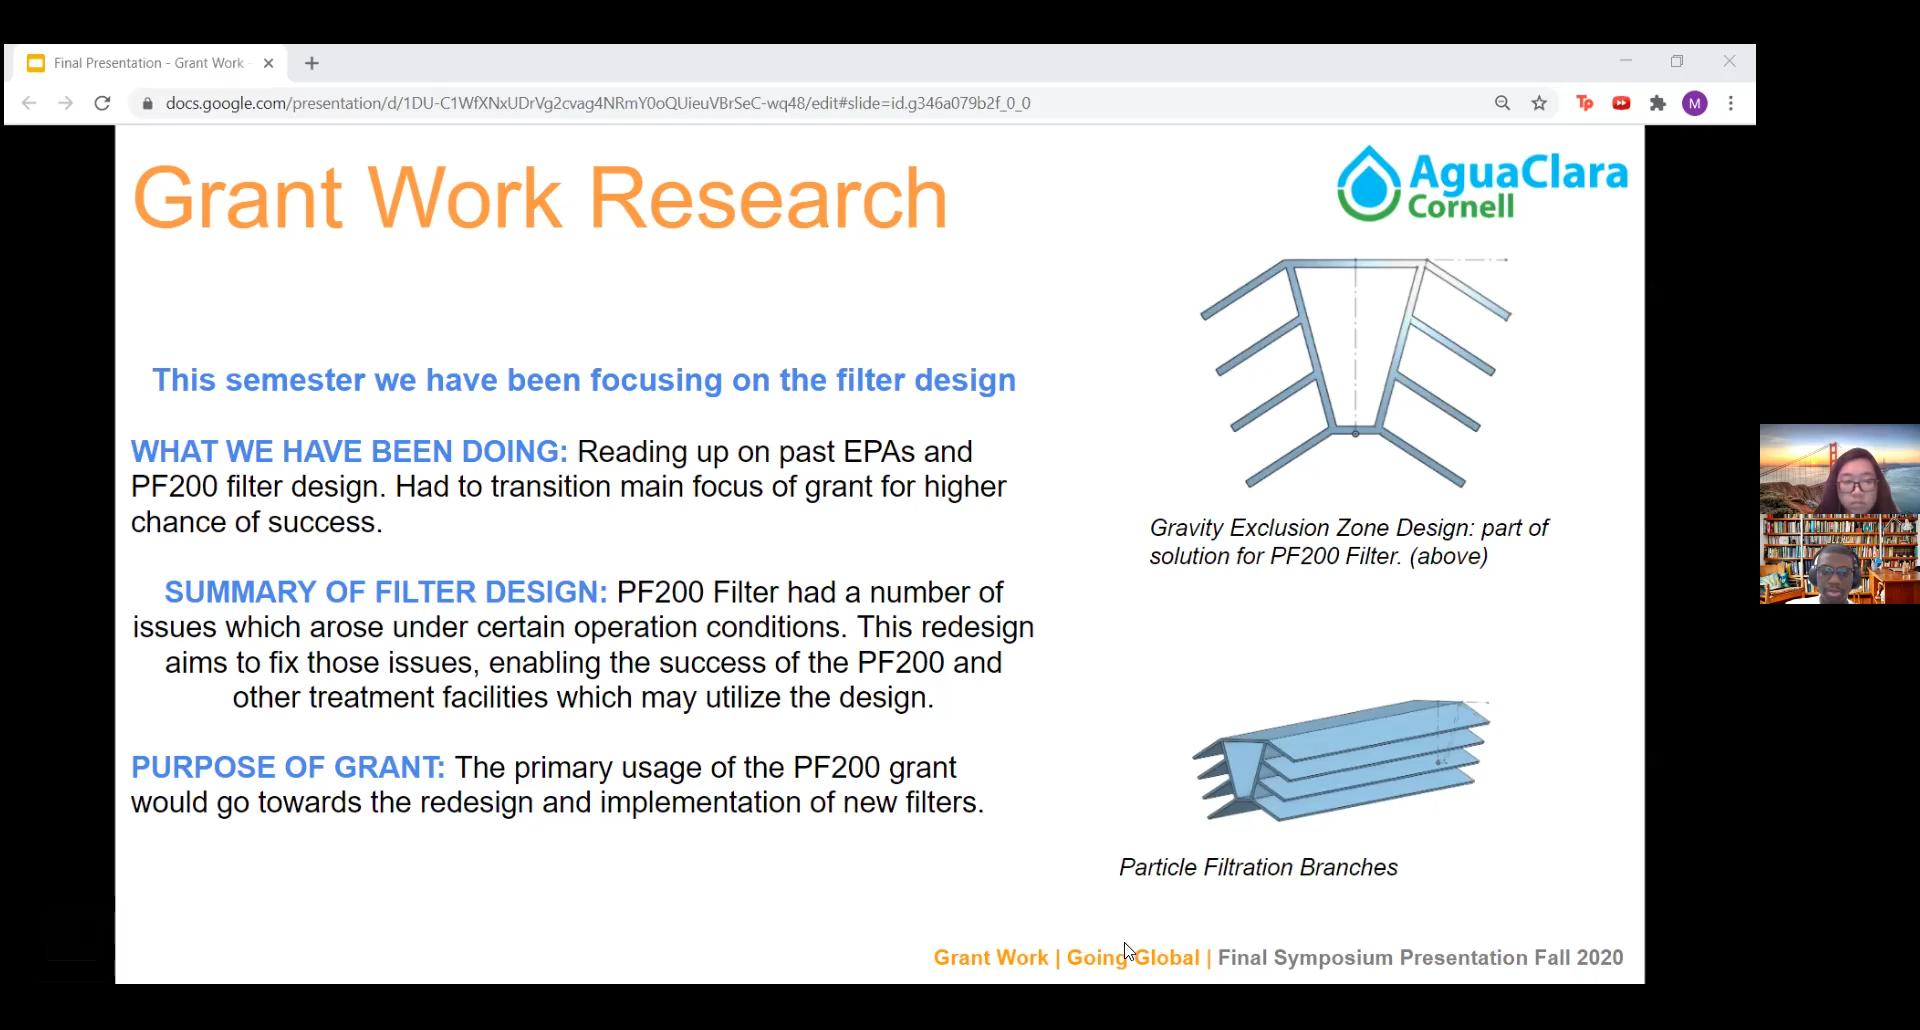 Final Presentation - Grant Work
docs.google.com/presentation/d/1DU-C1WfXNxUDrVg2cvag4NRmY0oQUieuVBrSeC-wq48/edit#slide=id.g346a079b2f_0_0
Tp
M
Grant Work Research
AguaClara
Cornell
This semester we have been focusing on the filter design
WHAT WE HAVE BEEN DOING: Reading up on past EPAs and
PF200 filter design. Had to transition main focus of grant for higher
chance of success.
SUMMARY OF FILTER DESIGN: PF200 Filter had a number of
issues which arose under certain operation conditions. This redesign
aims to fix those issues, enabling the success of the PF200 and
other treatment facilities which may utilize the design.
PURPOSE OF GRANT: The primary usage of the PF200 grant
would go towards the redesign and implementation of new filters.
Gravity Exclusion Zone Design: part of
solution for PF200 Filter. (above)
Particle Filtration Branches
Grant Work | Going Global | Final Symposium Presentation Fall 2020